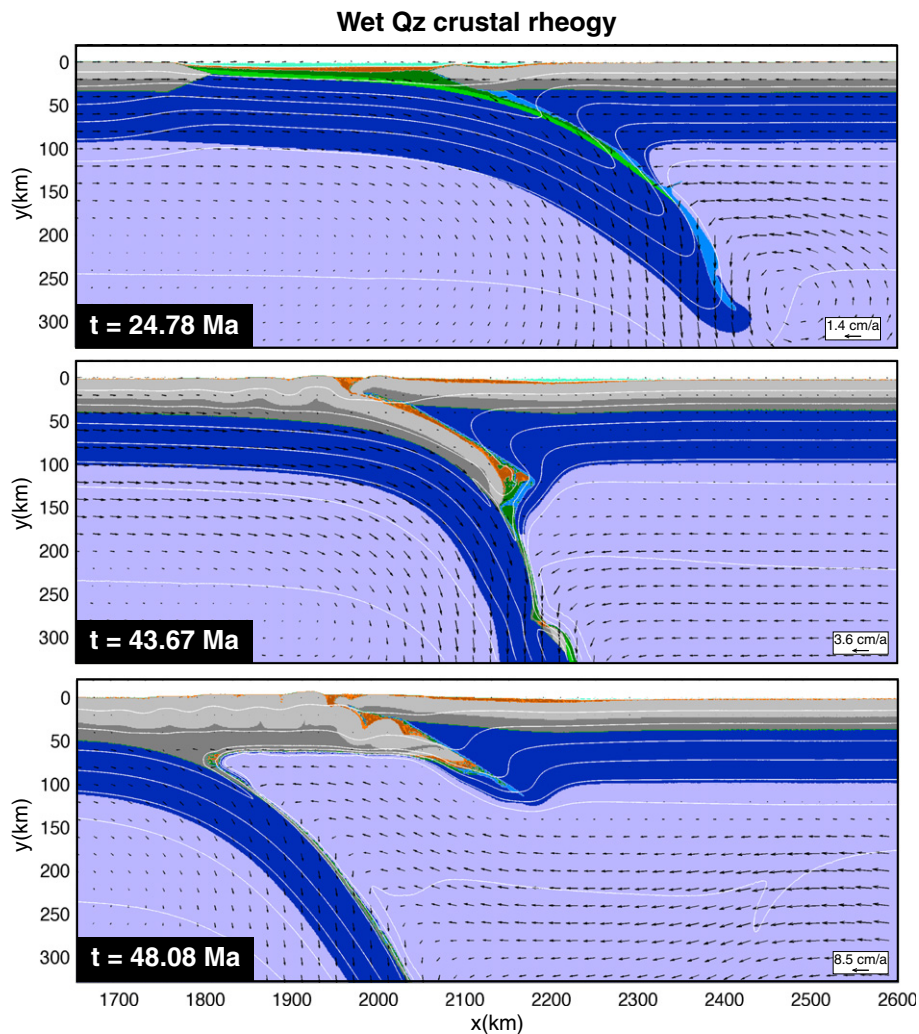 Wet Qz crustal rheogy
0
50
100
150
200
250
300
y(km)
t = 24.78 Ma
1.4 cm/a
0
50
100
150
200
250
300
y(km)
t = 43.67 Ma
3.6 cm/a
0
50
100
150
200
250
300
y(km)
t = 48.08 Ma
8.5 cm/a
1700 1800 1900 2000 2100 2200 2300 2400 2500 2600
x(km)